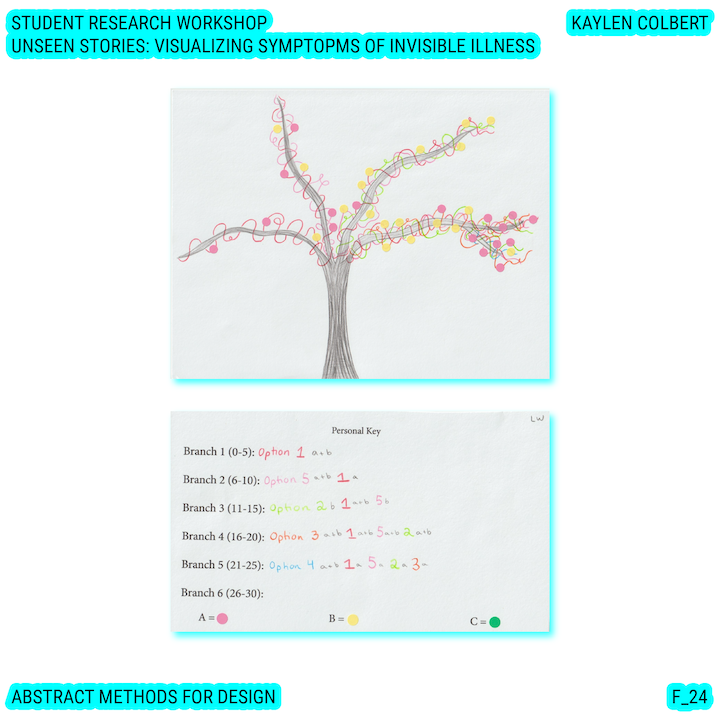 STUDENT RESEARCH WORKSHOP
KAYLEN COLBERT
UNSEEN STORIES: VISUALIZING SYMPTOPMS OF INVISIBLE ILLNESS
LW
Personal Key
Branch 1 (0-5): Option 1 a+b
Branch 2 (6-10): Option 5 a+b 1 a
Branch 3 (11-15): Option 2 b 1 a+b 5 b
Branch 4 (16-20): Option 3 a+b 1 a+b 5 a+b 2 a+b
Branch 5 (21-25): Option 4 a+b 1 a 5 2 a 3
Branch 6 (26-30):
A = B = C =
ABSTRACT METHODS FOR DESIGN
F_24